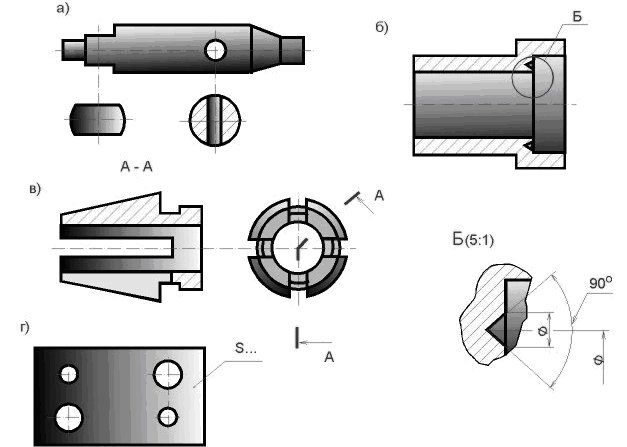 а)
б)
Б
А - А
в)
А
Б(5:1)
90°
г)
S...
Ф
Ф
А